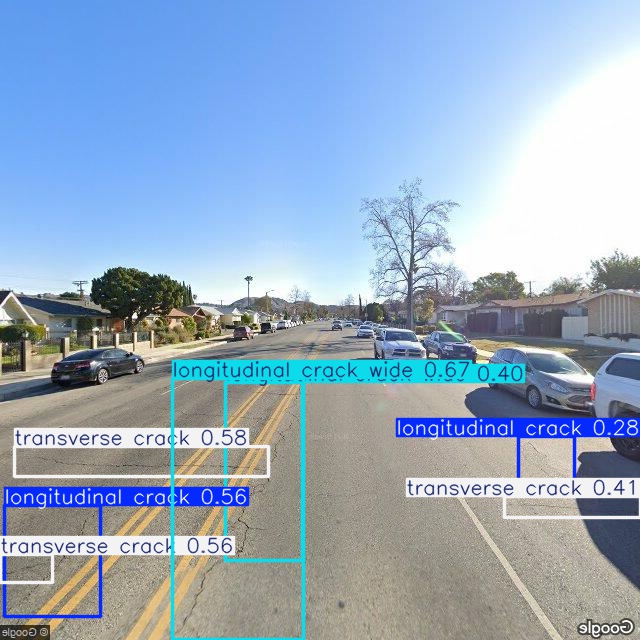 longitudinal crack wide 0.67
0.40
longitudinal crack 0.28
transverse crack 0.58
transverse crack 0.41
longitudinal crack 0.56
transverse crack 0.56
© Google
Google